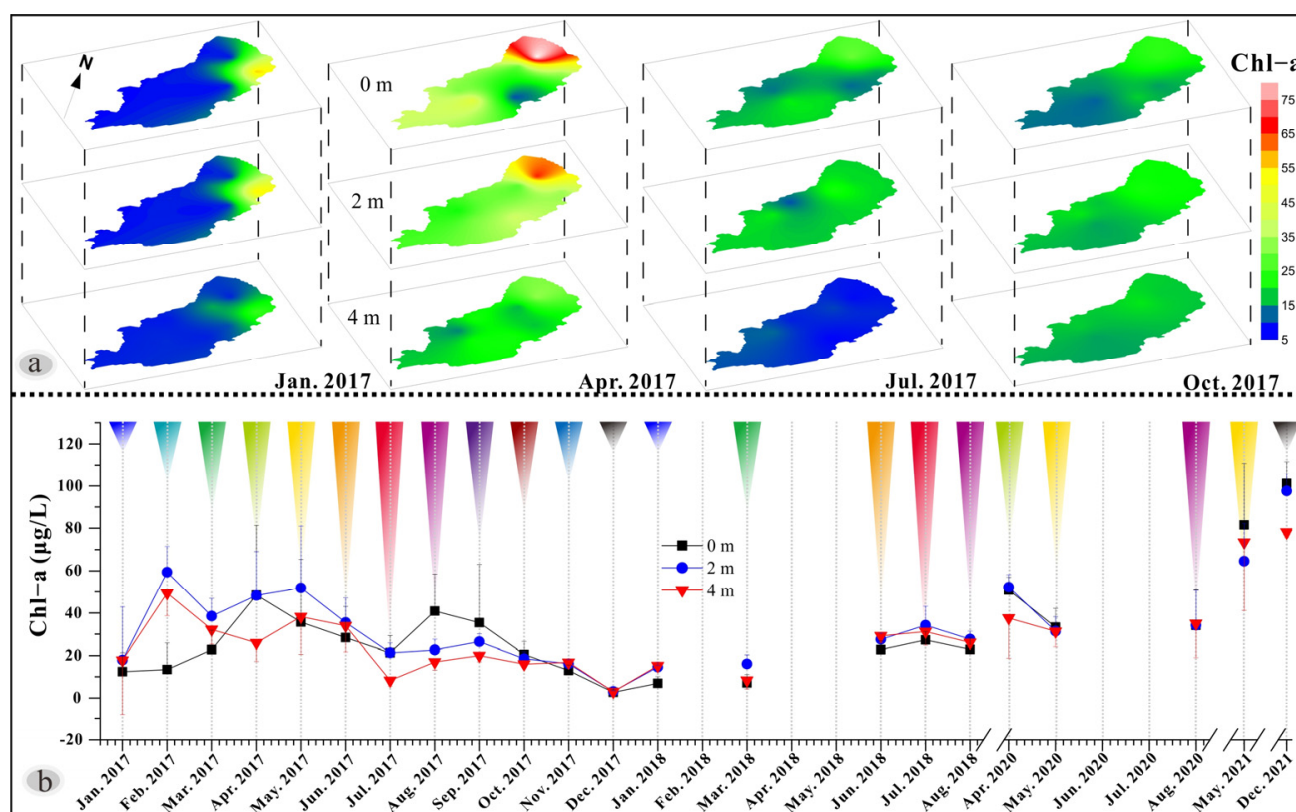 N
0 m
2 m
4 m
Chl-a
75
65
55
45
35
25
15
5
a
Jan. 2017
Apr. 2017
Jul. 2017
Oct. 2017
Chl-a (µg/L)
120
100
80
60
40
20
0
-20
0 m
2 m
4 m
b
Jan. 2017
Feb. 2017
Mar. 2017
Apr. 2017
May. 2017
Jun. 2017
Jul. 2017
Aug. 2017
Sep. 2017
Oct. 2017
Nov. 2017
Dec. 2017
Jan. 2018
Feb. 2018
Mar. 2018
Apr. 2018
May. 2018
Jun. 2018
Jul. 2018
Aug. 2018
Apr. 2020
May. 2020
Jun. 2020
Jul. 2020
Aug. 2020
May. 2021
Dec. 2021